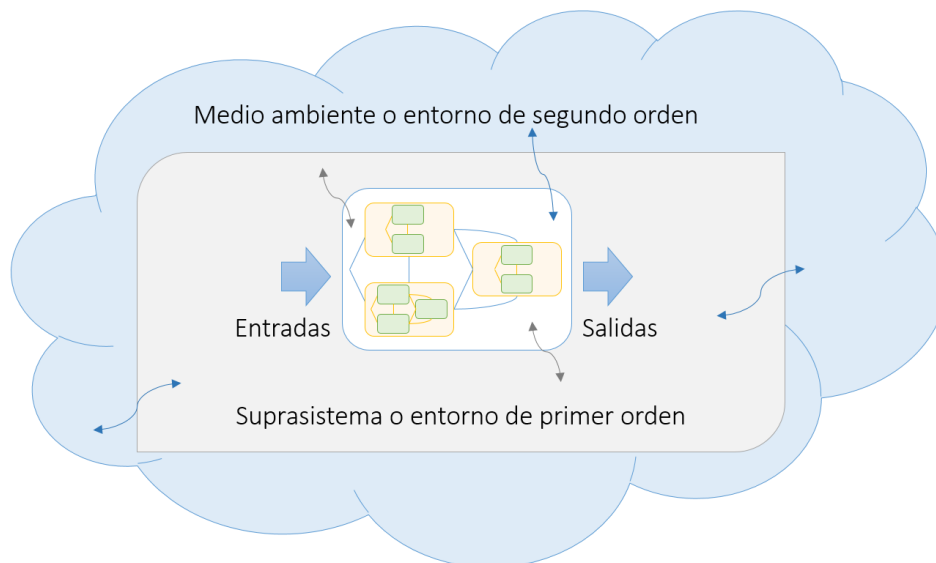 Medio ambiente o entorno de segundo orden
Entradas
Salidas
Suprasistema o entorno de primer orden